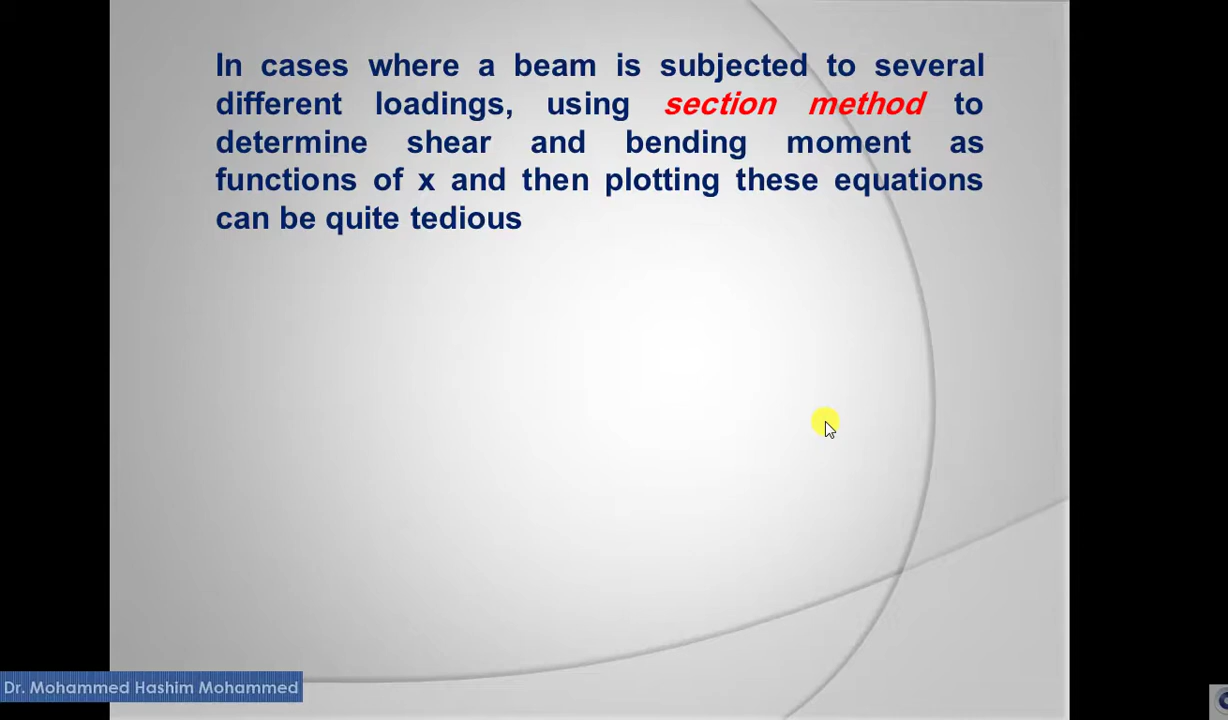 In cases where a beam is subjected to several
different loadings, using section method to
determine shear and bending moment as
functions of x and then plotting these equations
can be quite tedious
Dr. Mohammed Hashim Mohammed